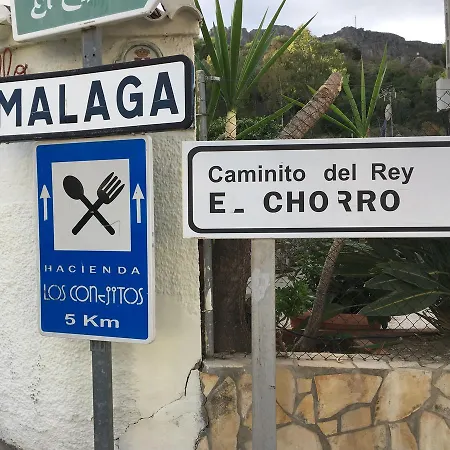 MALAGA
HACIENDA
LOS CONEJITOS
5 Km
Caminito del Rey
EL CHORRO